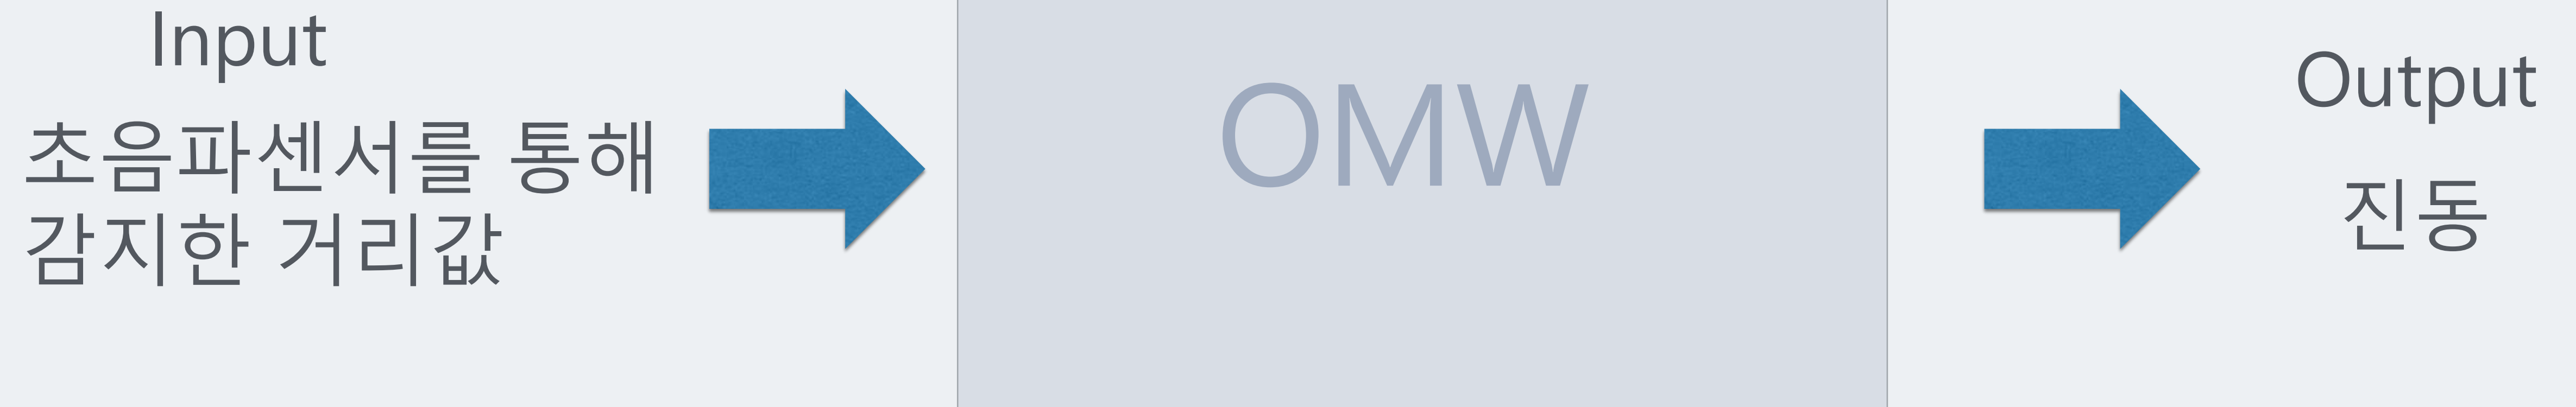 Input
초음파센서를 통해
감지한 거리값
OMW
Output
진동